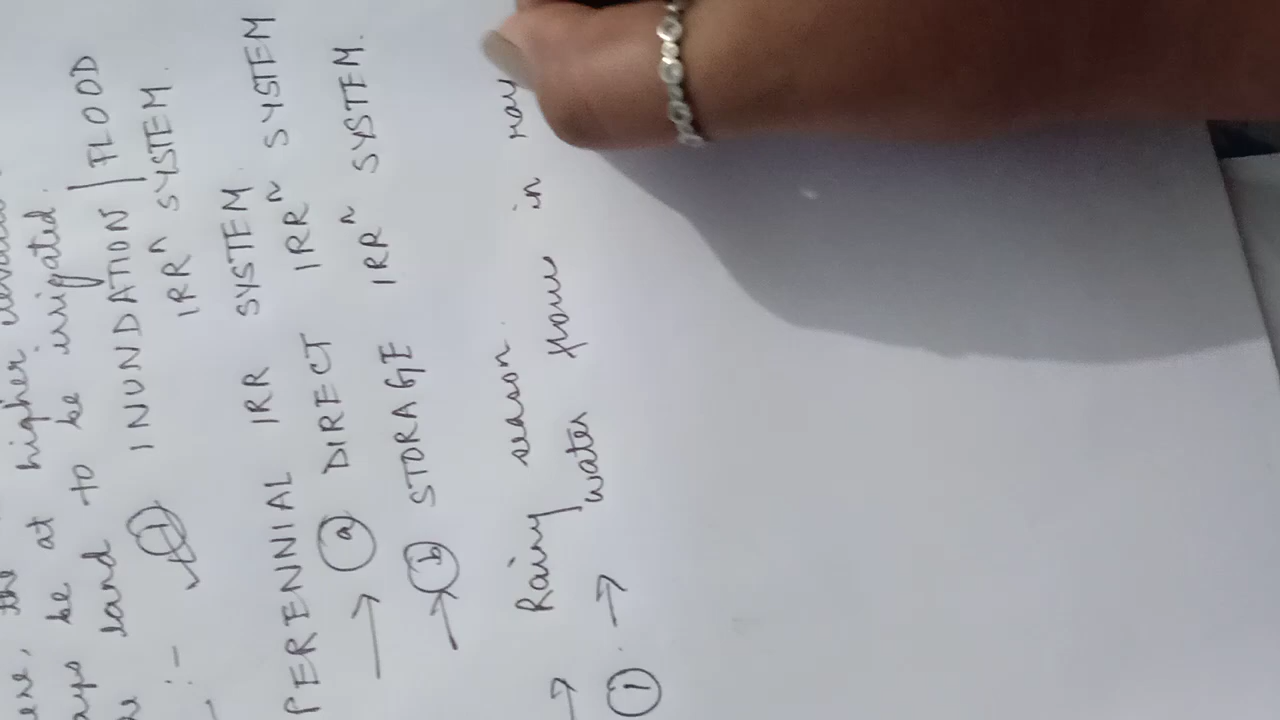 be at higher
land to be irrigated.
:- (1) INUNDATION | FLOOD
IRR^n SYSTEM.
PERENNIAL IRR SYSTEM.
→ (a) DIRECT IRR^n SYSTEM
→ (b) STORAGE IRR^n SYSTEM.
→ Rainy season.
(1). → water from in